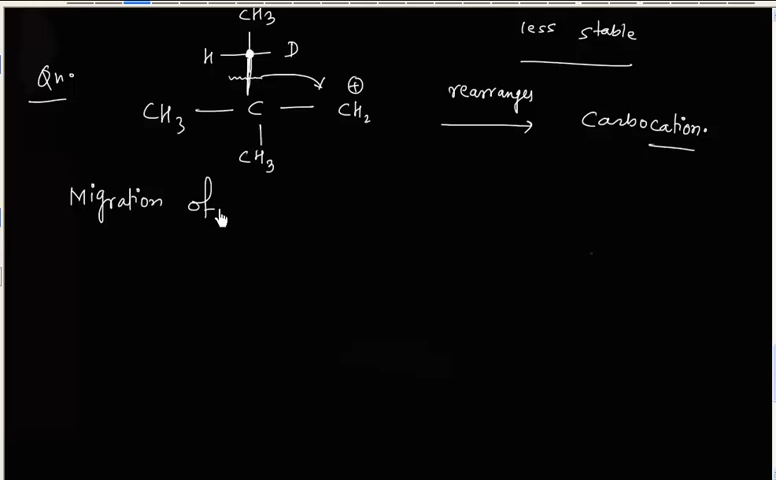 CH3
less stable
H D
Qn.
⊕
rearranges
CH3 — C — CH2
Carbocation.
CH3
Migration of